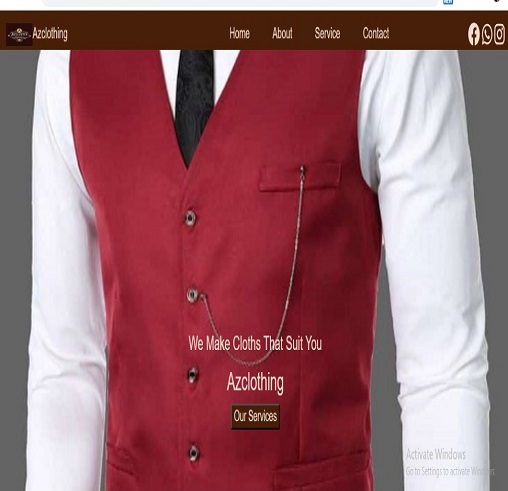 Azclothing
Home About Service Contact
We Make Cloths That Suit You
Azclothing
Our Services
Activate Windows
Go to Settings to activate Windows.